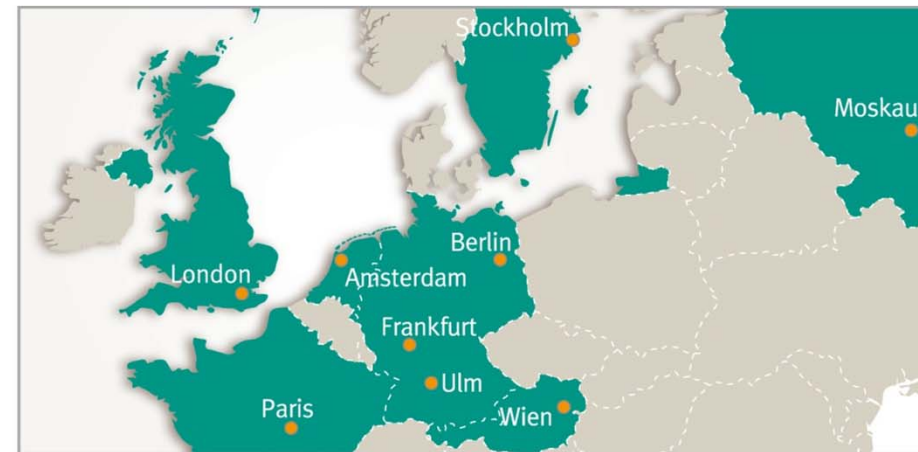 Stockholm
Moskau
Berlin
London
Amsterdam
Frankfurt
Ulm
Paris
Wien